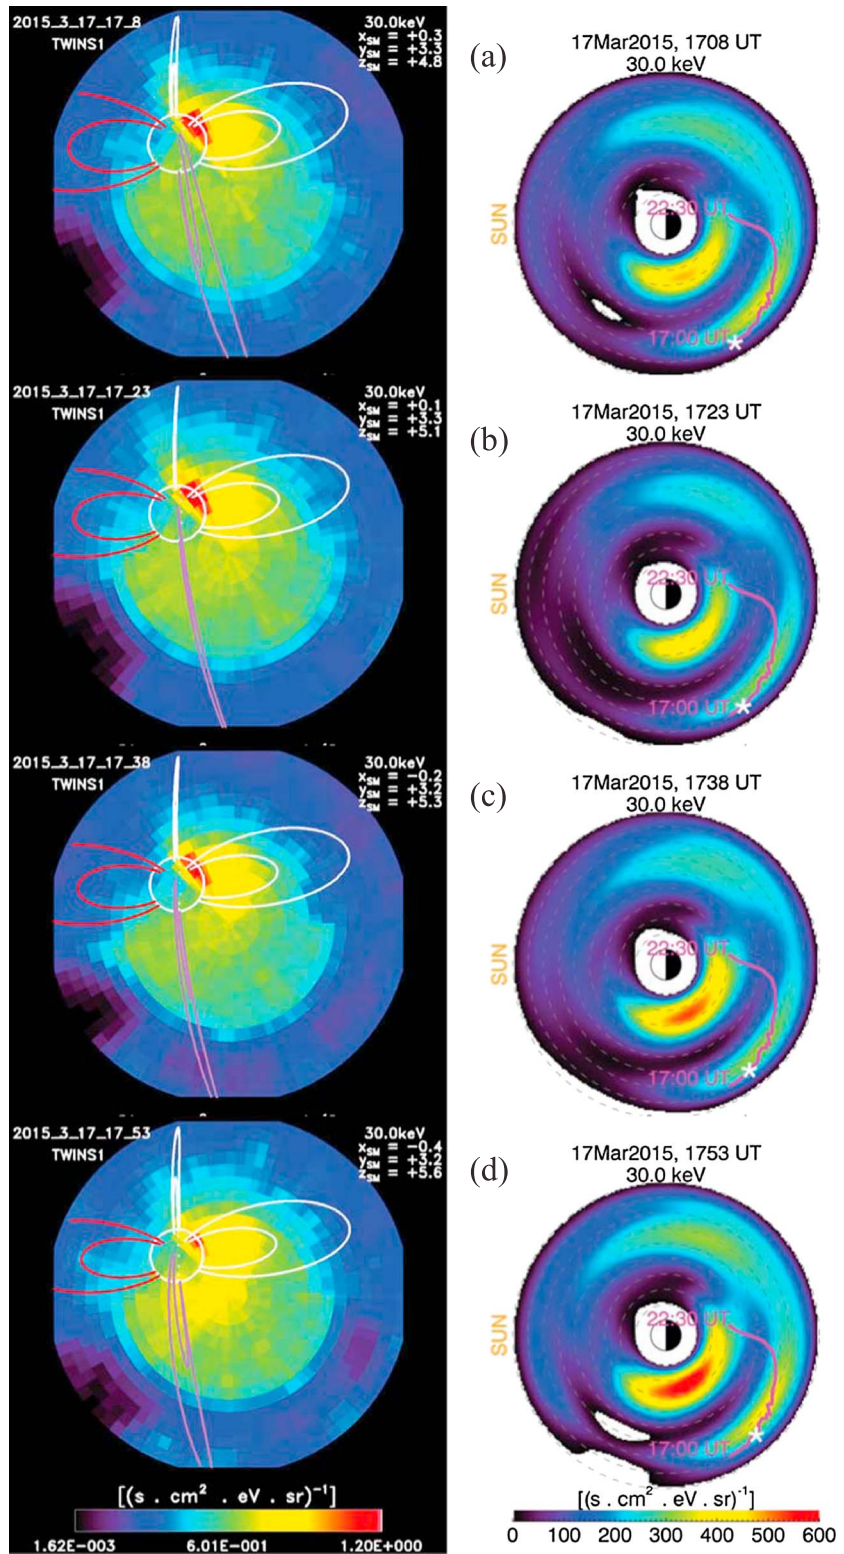 2015_3_17_17_8
TWINS1
30.0keV
xSM = +0.3
ySM = +3.3
zSM = +4.8
(a)
17Mar2015, 1708 UT
30.0 keV
SUN
22:30 UT
17:00 UT
*
2015_3_17_17_23
TWINS1
30.0keV
xSM = +0.1
ySM = +3.3
zSM = +5.1
(b)
17Mar2015, 1723 UT
30.0 keV
SUN
22:30 UT
17:00 UT
*
2015_3_17_17_38
TWINS1
30.0keV
xSM = −0.2
ySM = +3.2
zSM = +5.3
(c)
17Mar2015, 1738 UT
30.0 keV
SUN
22:30 UT
17:00 UT
*
2015_3_17_17_53
TWINS1
30.0keV
xSM = −0.4
ySM = +3.2
zSM = +5.6
(d)
17Mar2015, 1753 UT
30.0 keV
SUN
22:30 UT
17:00 UT
*
[(s . cm² . eV . sr)⁻¹]
1.62E−003 6.01E−001 1.20E+000
[(s . cm² . eV . sr)⁻¹]
0 100 200 300 400 500 600